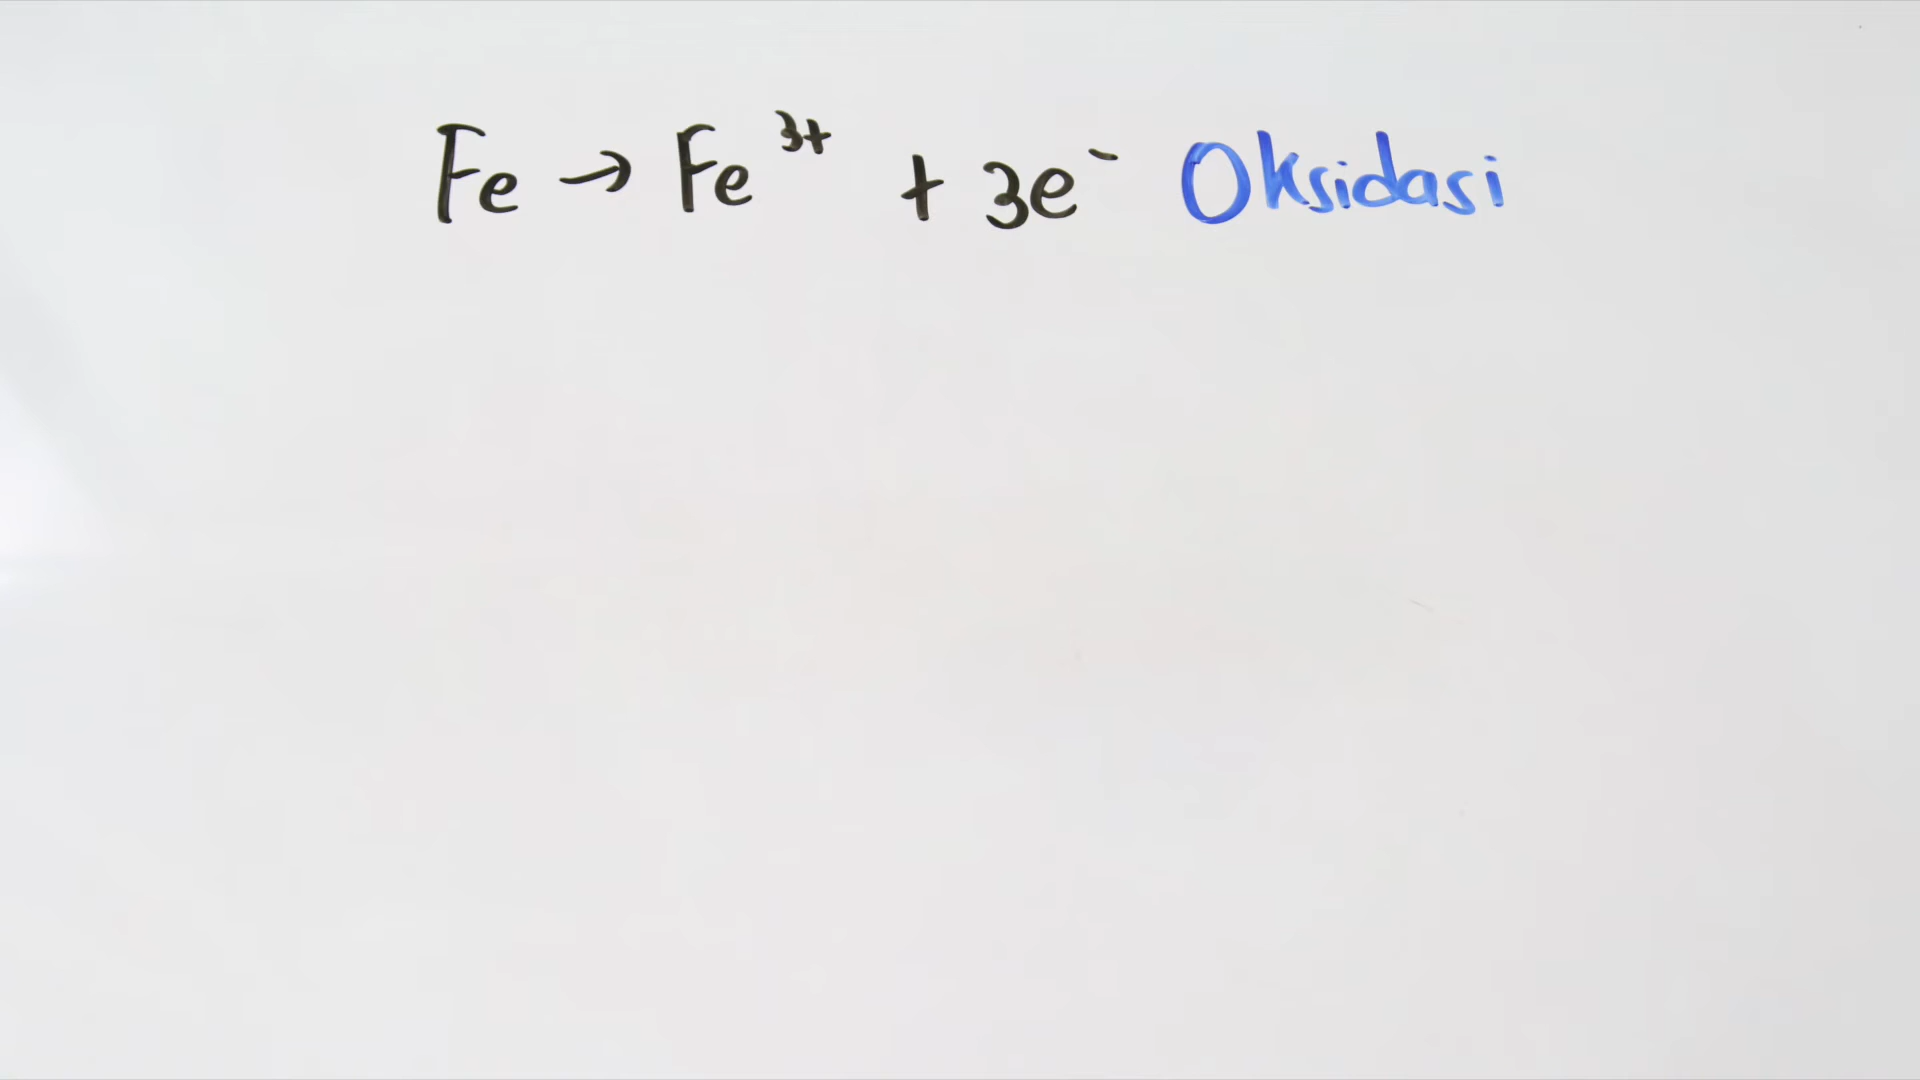 Fe → Fe³⁺ + 3e⁻ Oksidasi